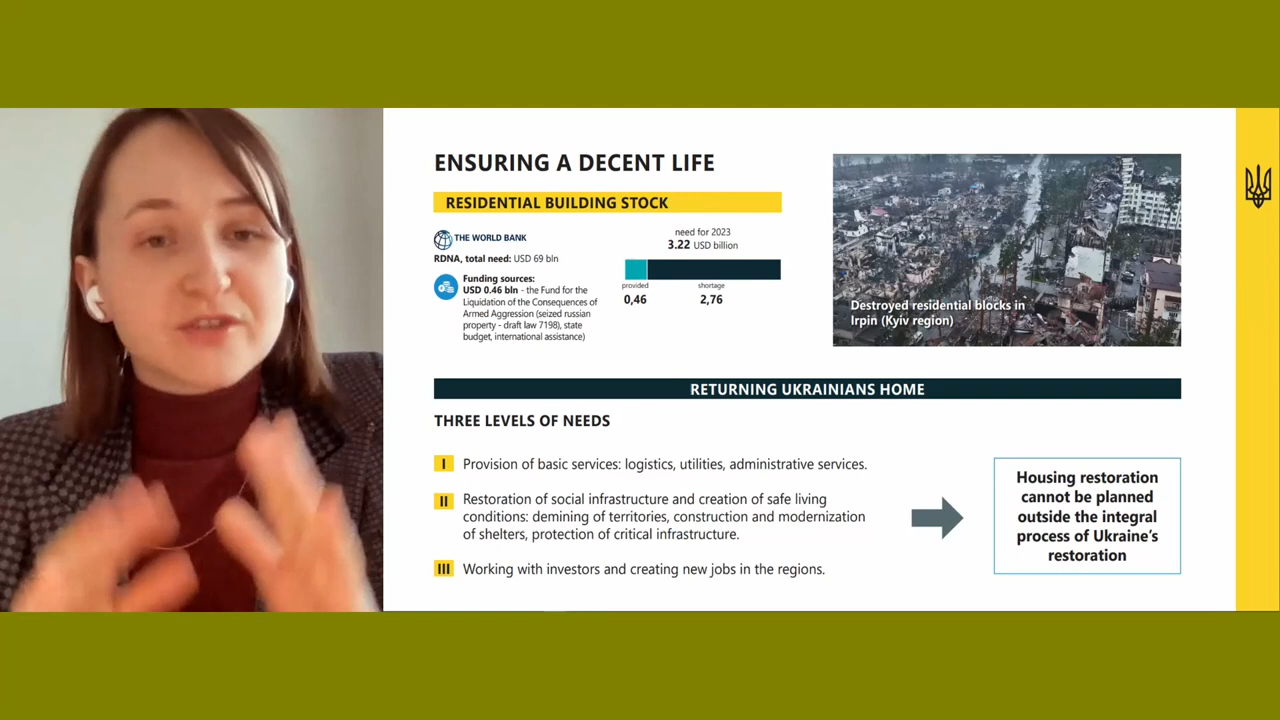 ENSURING A DECENT LIFE
RESIDENTIAL BUILDING STOCK
THE WORLD BANK
RDNA, total need: USD 69 bln
Funding sources:
USD 0.46 bln - the Fund for the
Liquidation of the Consequences of
Armed Aggression (seized russian
property - draft law 7198), state
budget, international assistance)
need for 2023
3.22 USD billion
provided
shortage
0,46
2,76
Destroyed residential blocks in
Irpin (Kyiv region)
RETURNING UKRAINIANS HOME
THREE LEVELS OF NEEDS
I Provision of basic services: logistics, utilities, administrative services.
II Restoration of social infrastructure and creation of safe living
conditions: demining of territories, construction and modernization
of shelters, protection of critical infrastructure.
III Working with investors and creating new jobs in the regions.
Housing restoration
cannot be planned
outside the integral
process of Ukraine's
restoration